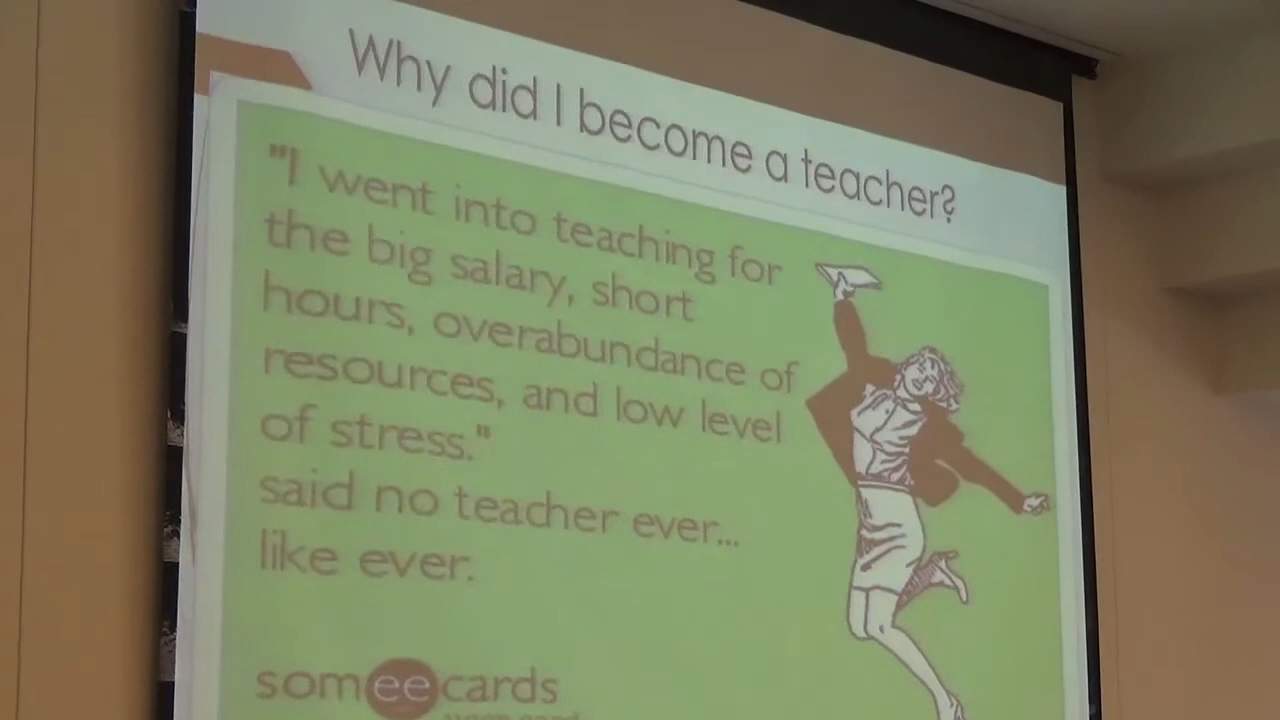 Why did I become a teacher?
"I went into teaching for
the big salary, short
hours, overabundance of
resources, and low level
of stress."
said no teacher ever...
like ever.
someecards